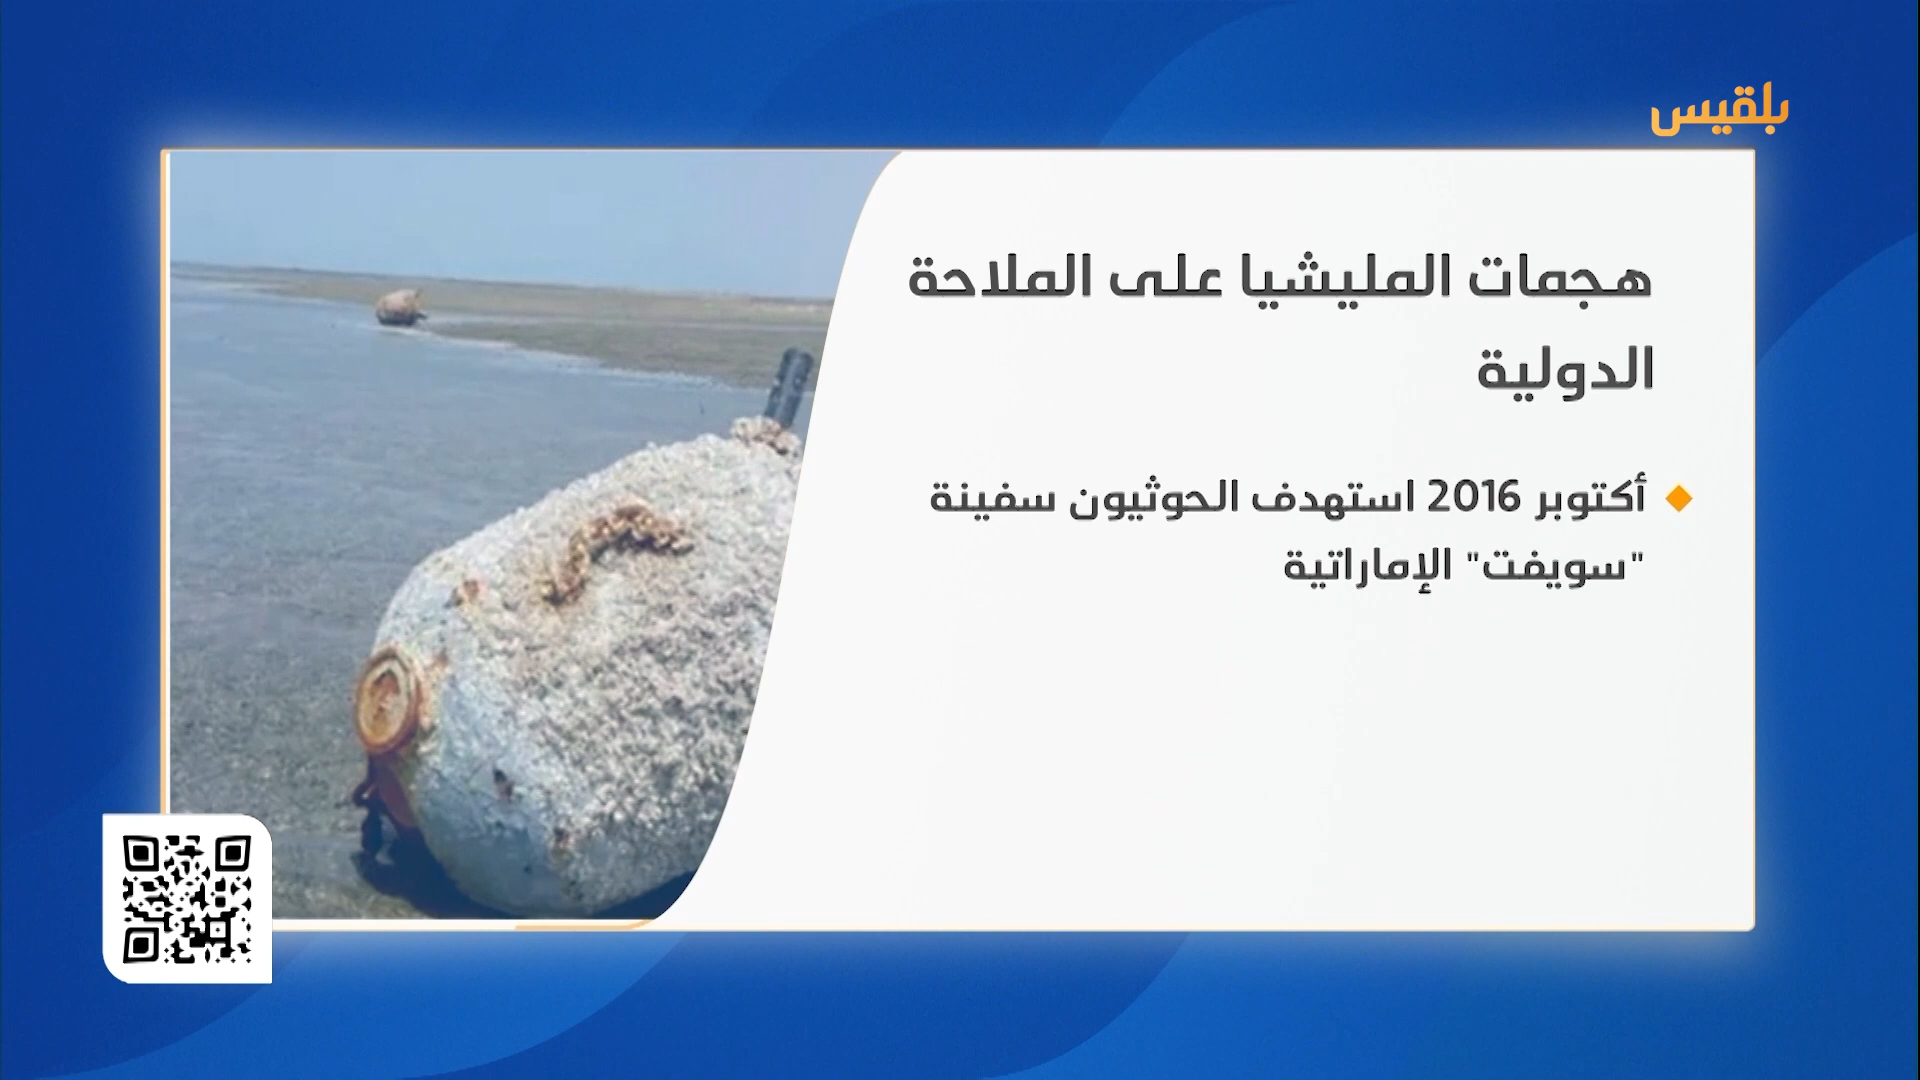 بلقيس
هجمات المليشيا على الملاحة
الدولية
أكتوبر 2016 استهدف الحوثيون سفينة
"سويفت" الإماراتية